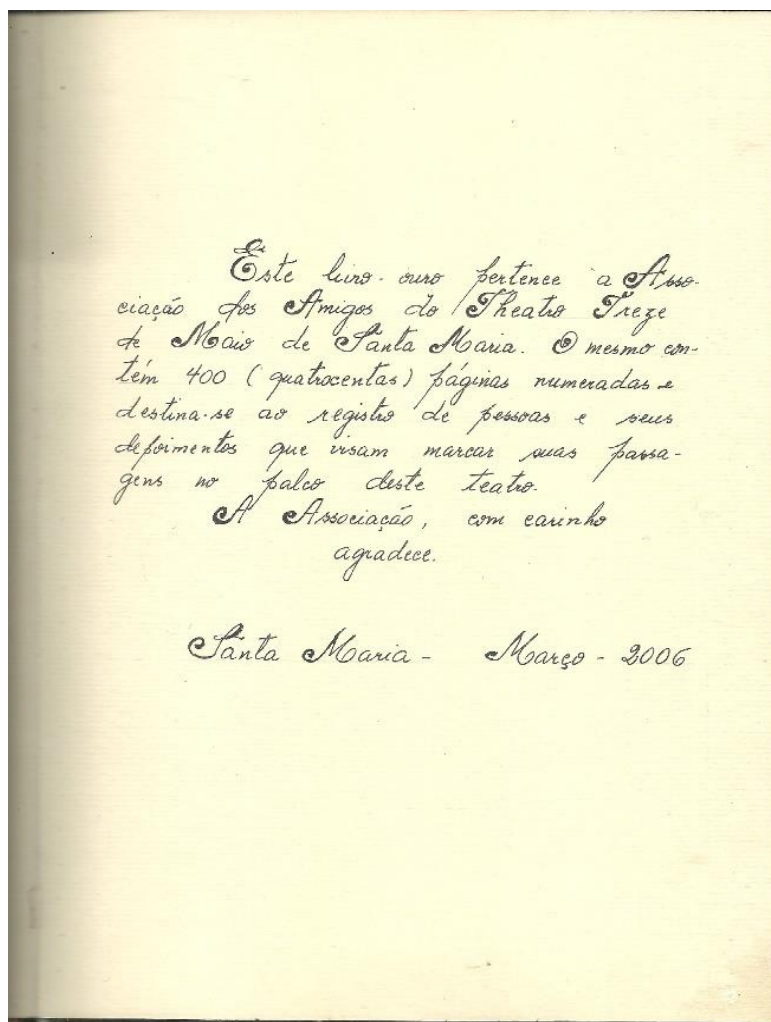 Este livro-ouro pertence a Asso-
ciação dos Amigos do Theatro Treze
de Maio de Santa Maria. O mesmo con-
tém 400 (quatrocentas) páginas numeradas e
destina-se ao registro de pessoas e seus
depoimentos que visam marcar suas passa-
gens no palco deste teatro.
A Associação, com carinho
agradece.
Santa Maria - Março - 2006